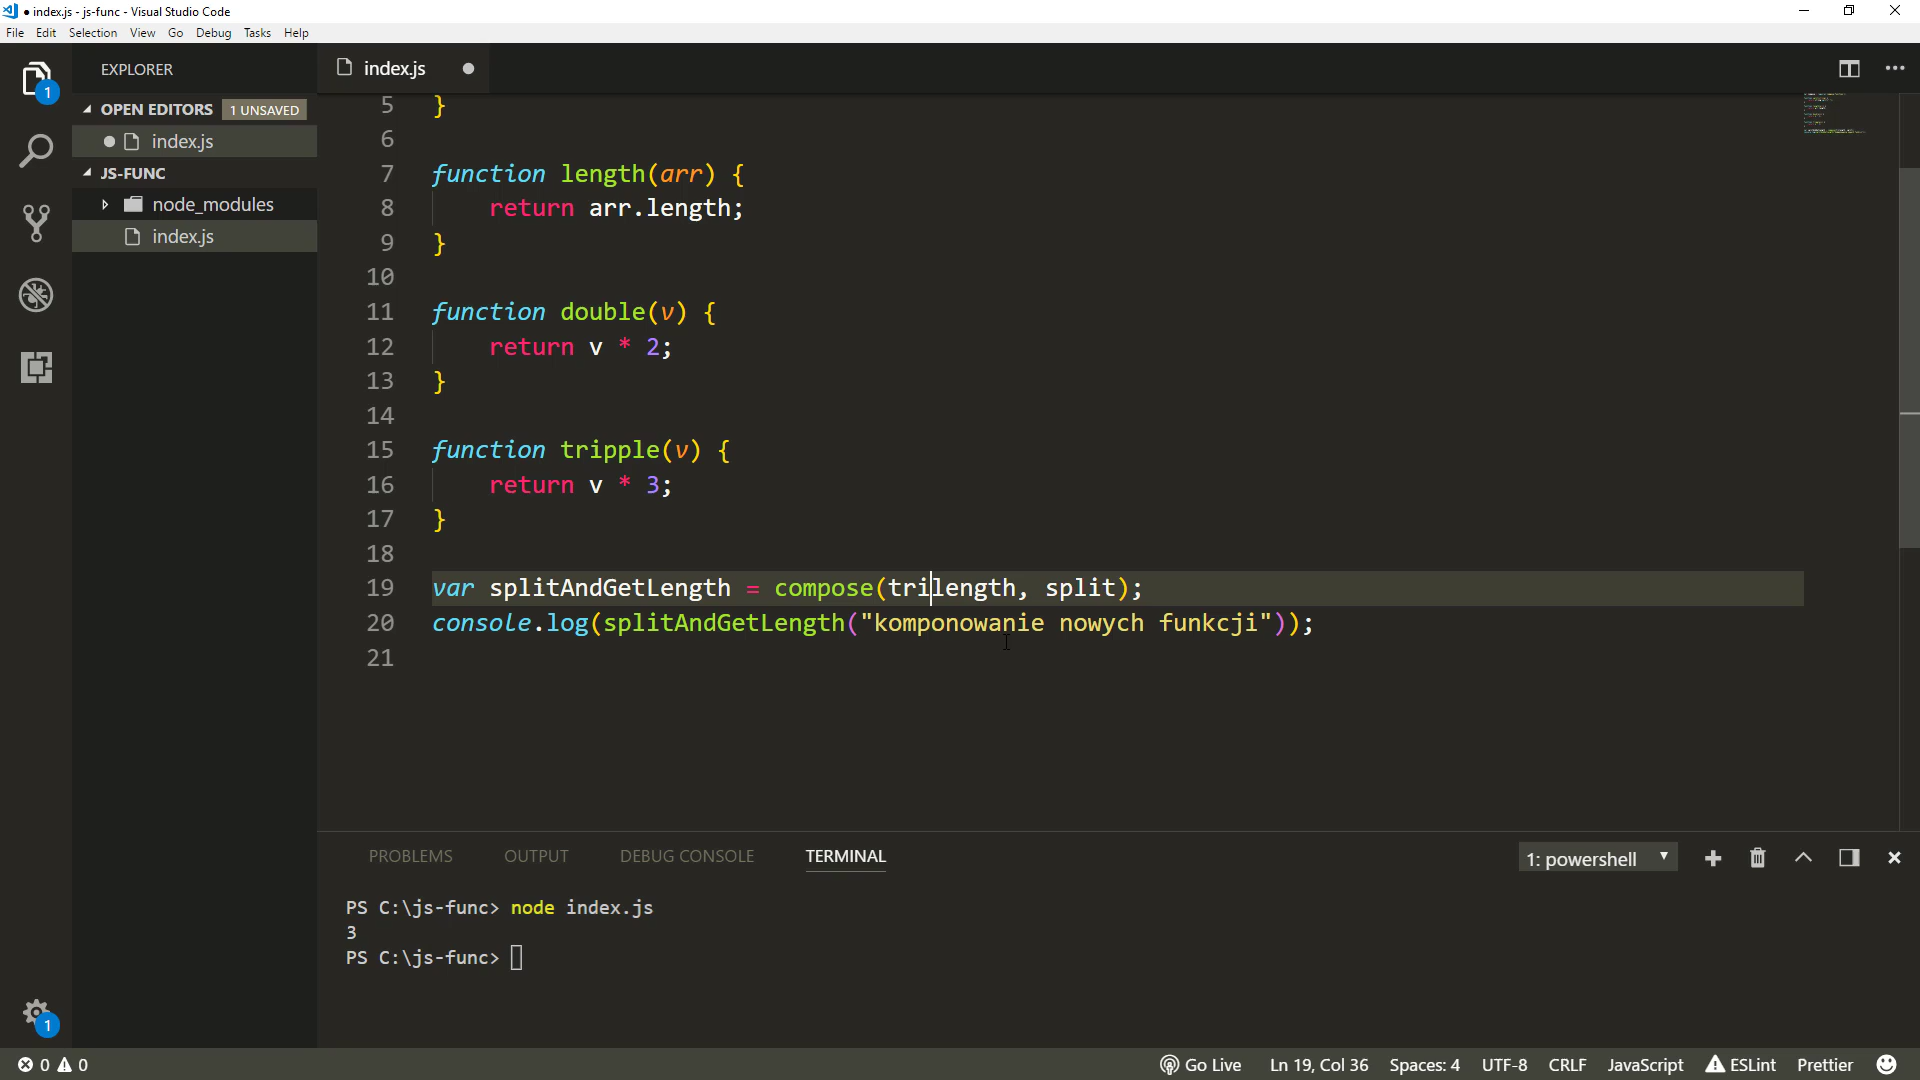 ● index.js - js-func - Visual Studio Code
File Edit Selection View Go Debug Tasks Help
1
EXPLORER
OPEN EDITORS 1 UNSAVED
● index.js
JS-FUNC
node_modules
index.js
1
index.js ●
5 }
6
7 function length(arr) {
8 return arr.length;
9 }
10
11 function double(v) {
12 return v * 2;
13 }
14
15 function tripple(v) {
16 return v * 3;
17 }
18
19 var splitAndGetLength = compose(trilength, split);
20 console.log(splitAndGetLength("komponowanie nowych funkcji"));
21
PROBLEMS OUTPUT DEBUG CONSOLE TERMINAL 1: powershell
PS C:\js-func> node index.js
3
PS C:\js-func>
0 0 Go Live Ln 19, Col 36 Spaces: 4 UTF-8 CRLF JavaScript ESLint Prettier